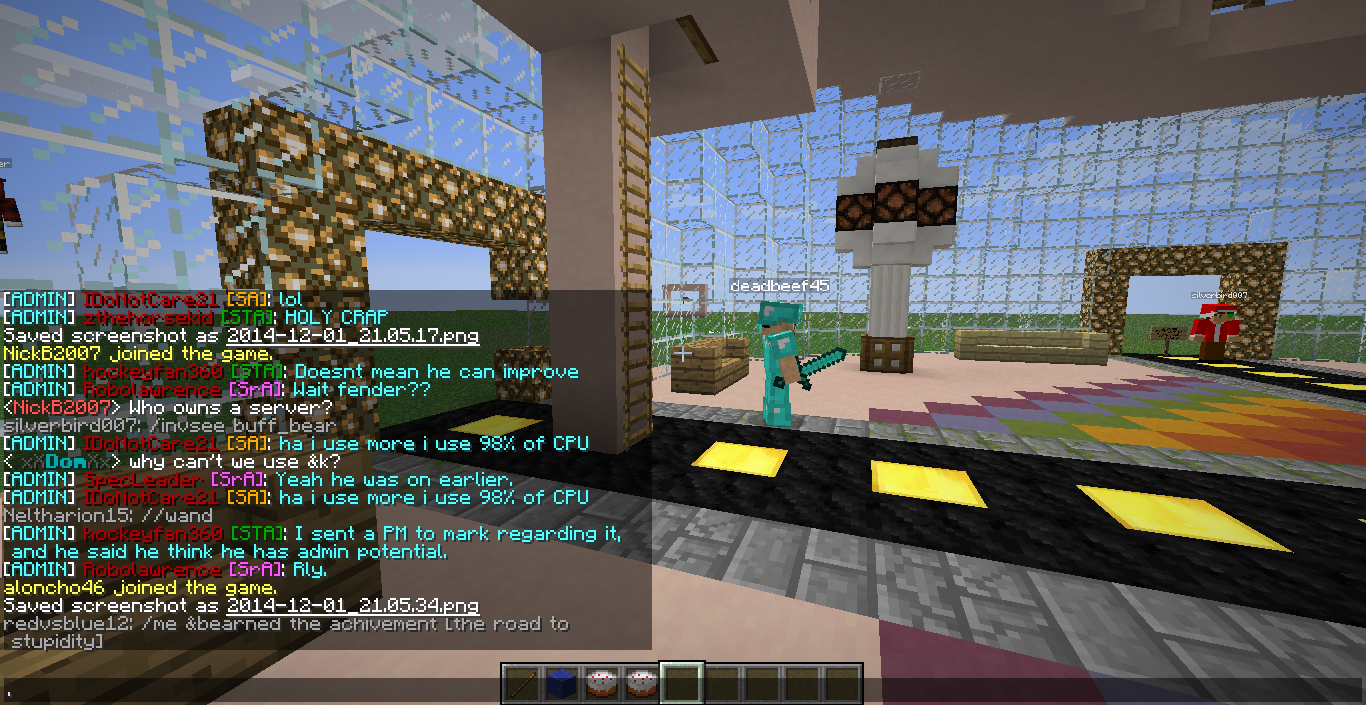 er
deadbeef45
silverbird007
[ADMIN] IDoNotCare21 [SA]: lol
[ADMIN] zthehorsekid [STA]: HOLY CRAP
Saved screenshot as 2014-12-01_21.05.17.png
NickB2007 joined the game.
[ADMIN] hockeyfan360 [STA]: Doesnt mean he can improve
[ADMIN] Robolawrence [SrA]: Wait fender??
<NickB2007> Who owns a server?
silverbird007: /invsee buff_bear
[ADMIN] IDoNotCare21 [SA]: ha i use more i use 98% of CPU
< xXDomXx> why can't we use &k?
[ADMIN] SpecLeader [SrA]: Yeah he was on earlier.
[ADMIN] IDoNotCare21 [SA]: ha i use more i use 98% of CPU
Neltharion15: //wand
[ADMIN] hockeyfan360 [STA]: I sent a PM to mark regarding it,
and he said he think he has admin potential.
[ADMIN] Robolawrence [SrA]: Rly.
aloncho46 joined the game.
Saved screenshot as 2014-12-01_21.05.34.png
redvsblue12: /me &bearned the achivement [the road to
stupidity]